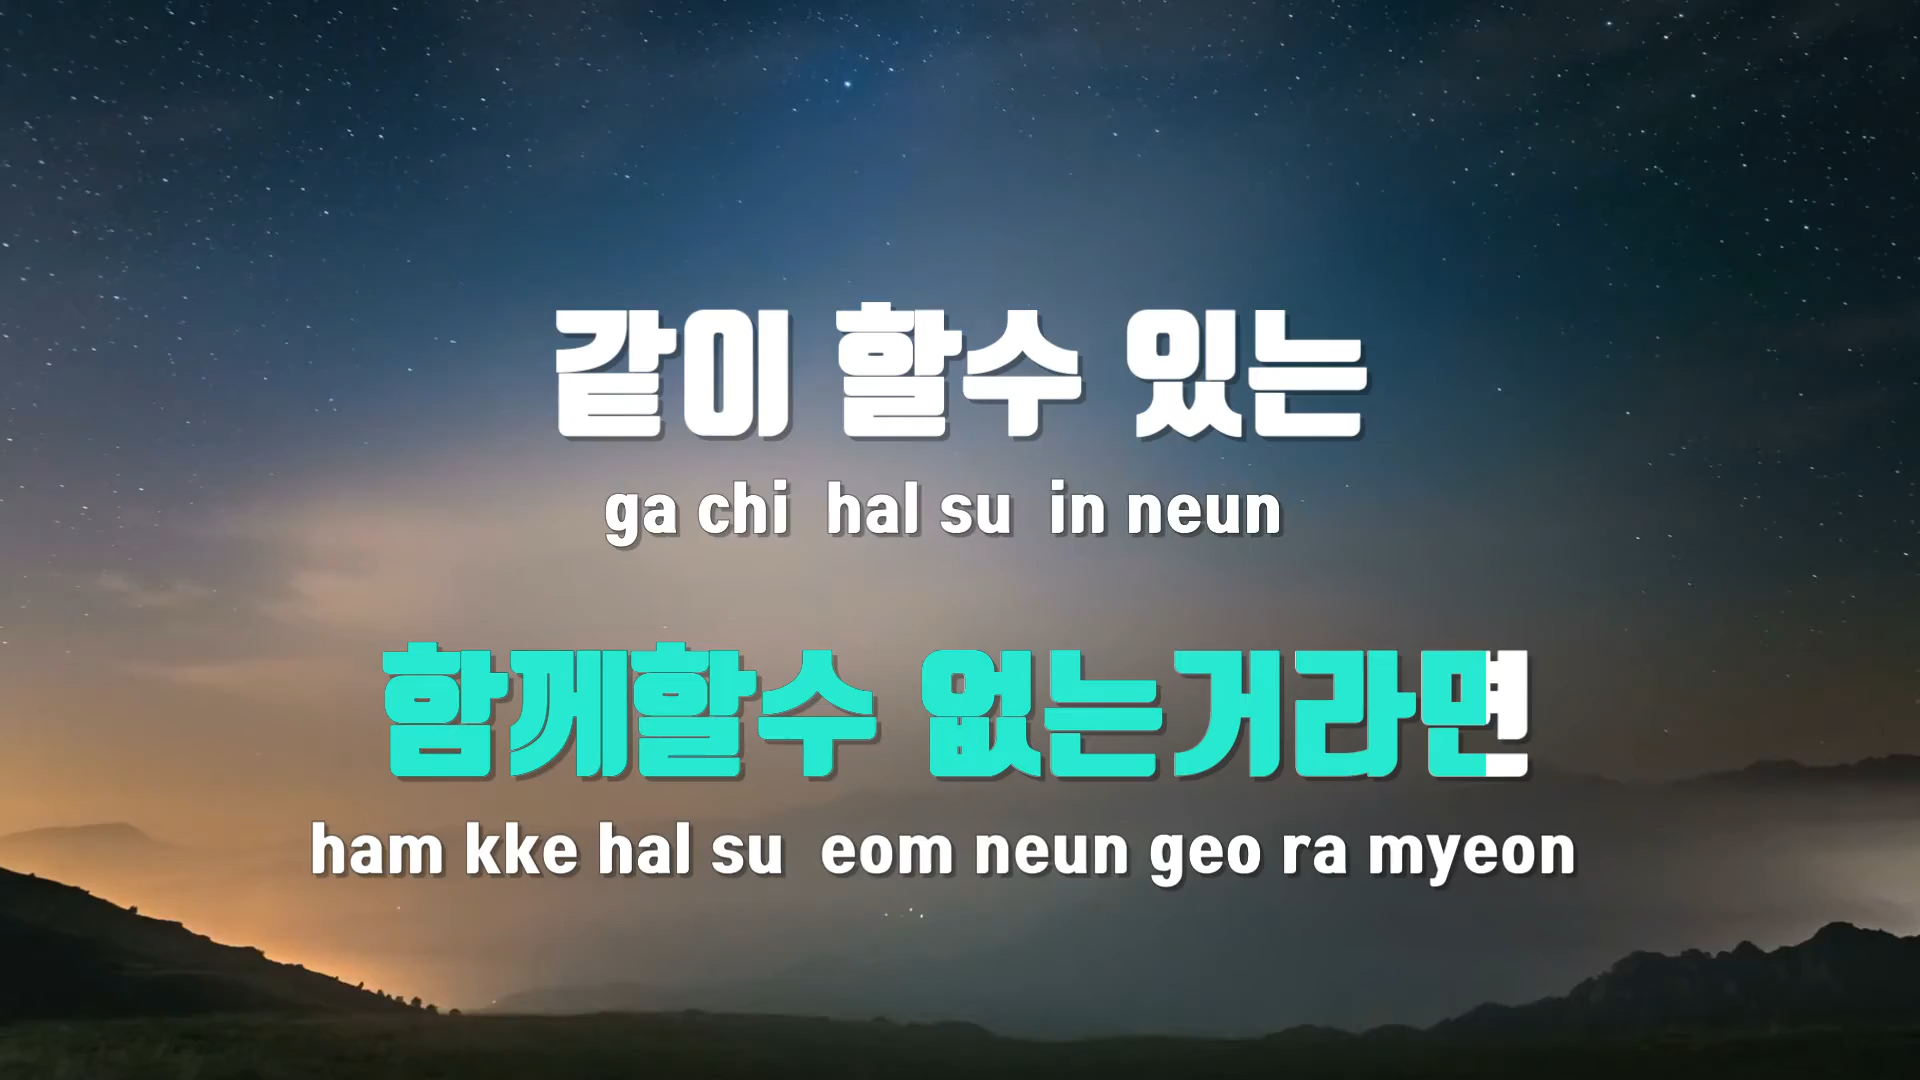 같이 할수 있는
ga chi hal su in neun
함께할수 없는거라면
ham kke hal su eom neun geo ra myeon